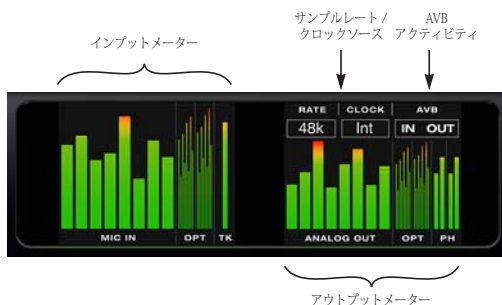 インプットメーター
サンプルレート /
クロックソース
AVB
アクティビティ
RATE CLOCK AVB
48k Int IN OUT
MIC IN OPT TK
ANALOG OUT OPT PH
アウトプットメーター